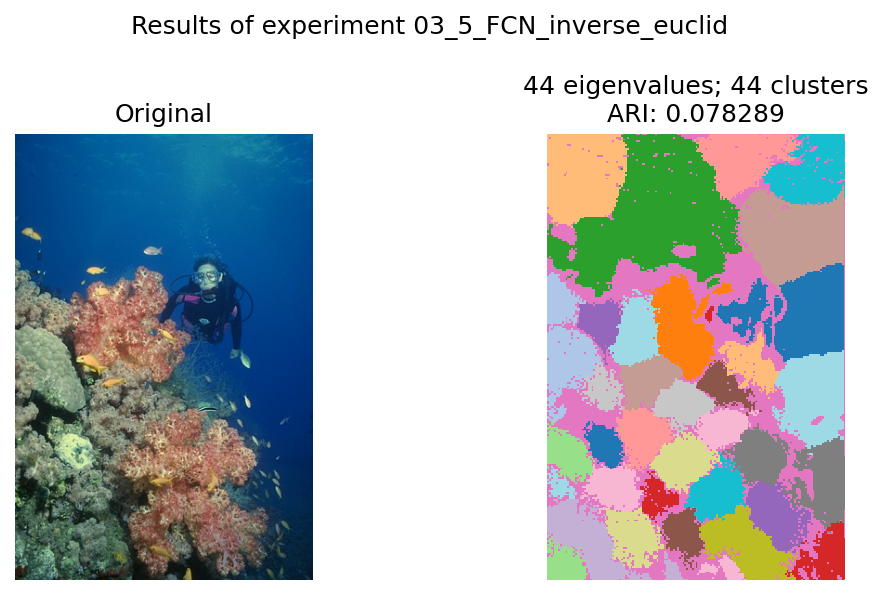 Results of experiment 03_5_FCN_inverse_euclid
Original
44 eigenvalues; 44 clusters
ARI: 0.078289